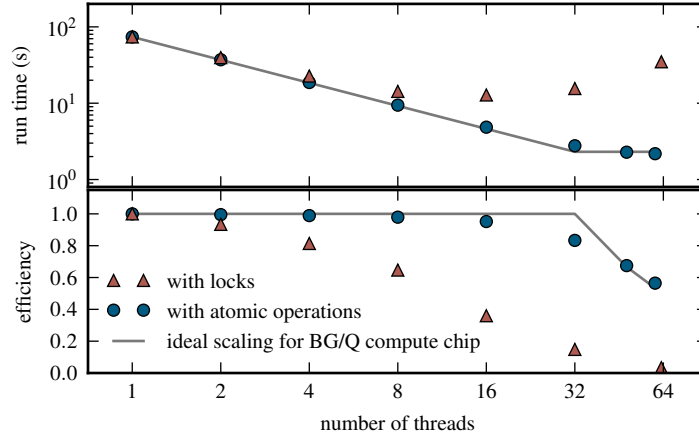 10²
10¹
10⁰
run time (s)
1.0
0.8
0.6
0.4
0.2
0.0
efficiency
with locks
with atomic operations
ideal scaling for BG/Q compute chip
1 2 4 8 16 32 64
number of threads